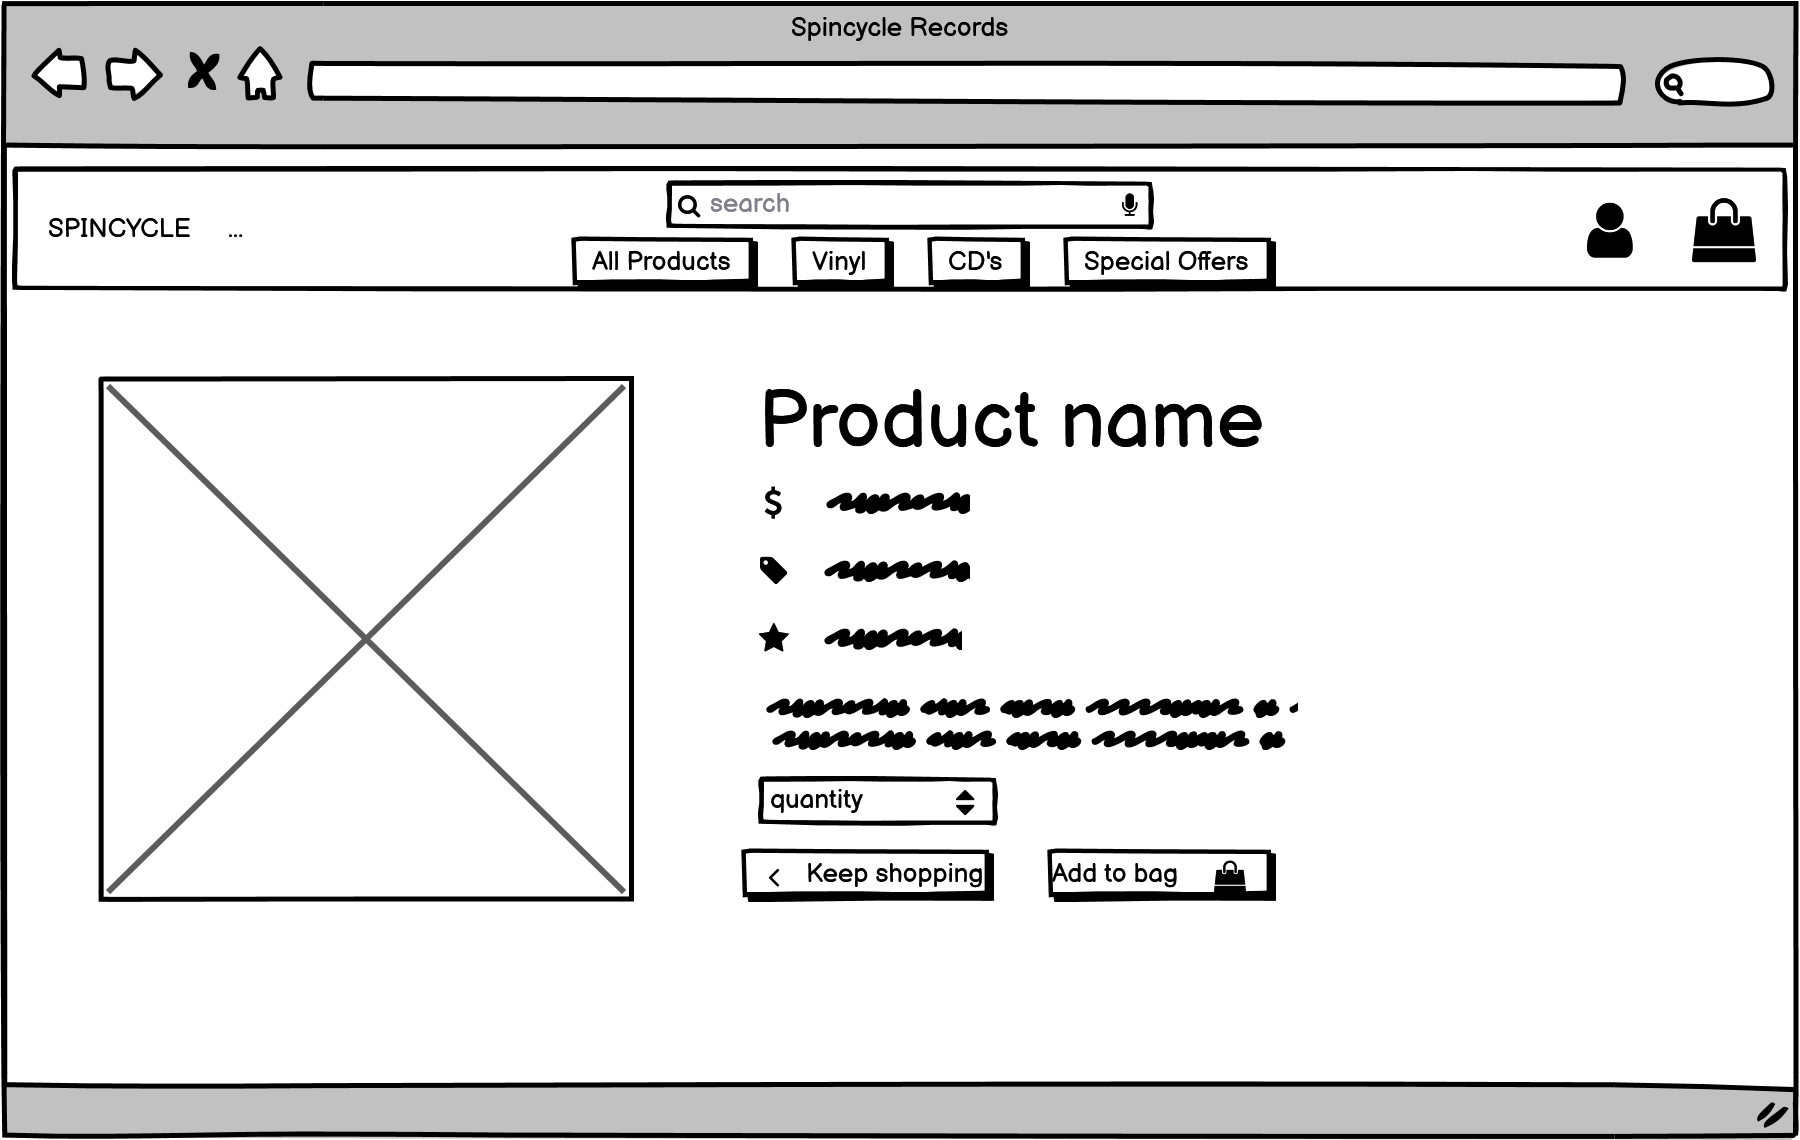 Spincycle Records
search
SPINCYCLE ...
All Products Vinyl CD's Special Offers
Product name
$
quantity
< Keep shopping Add to bag